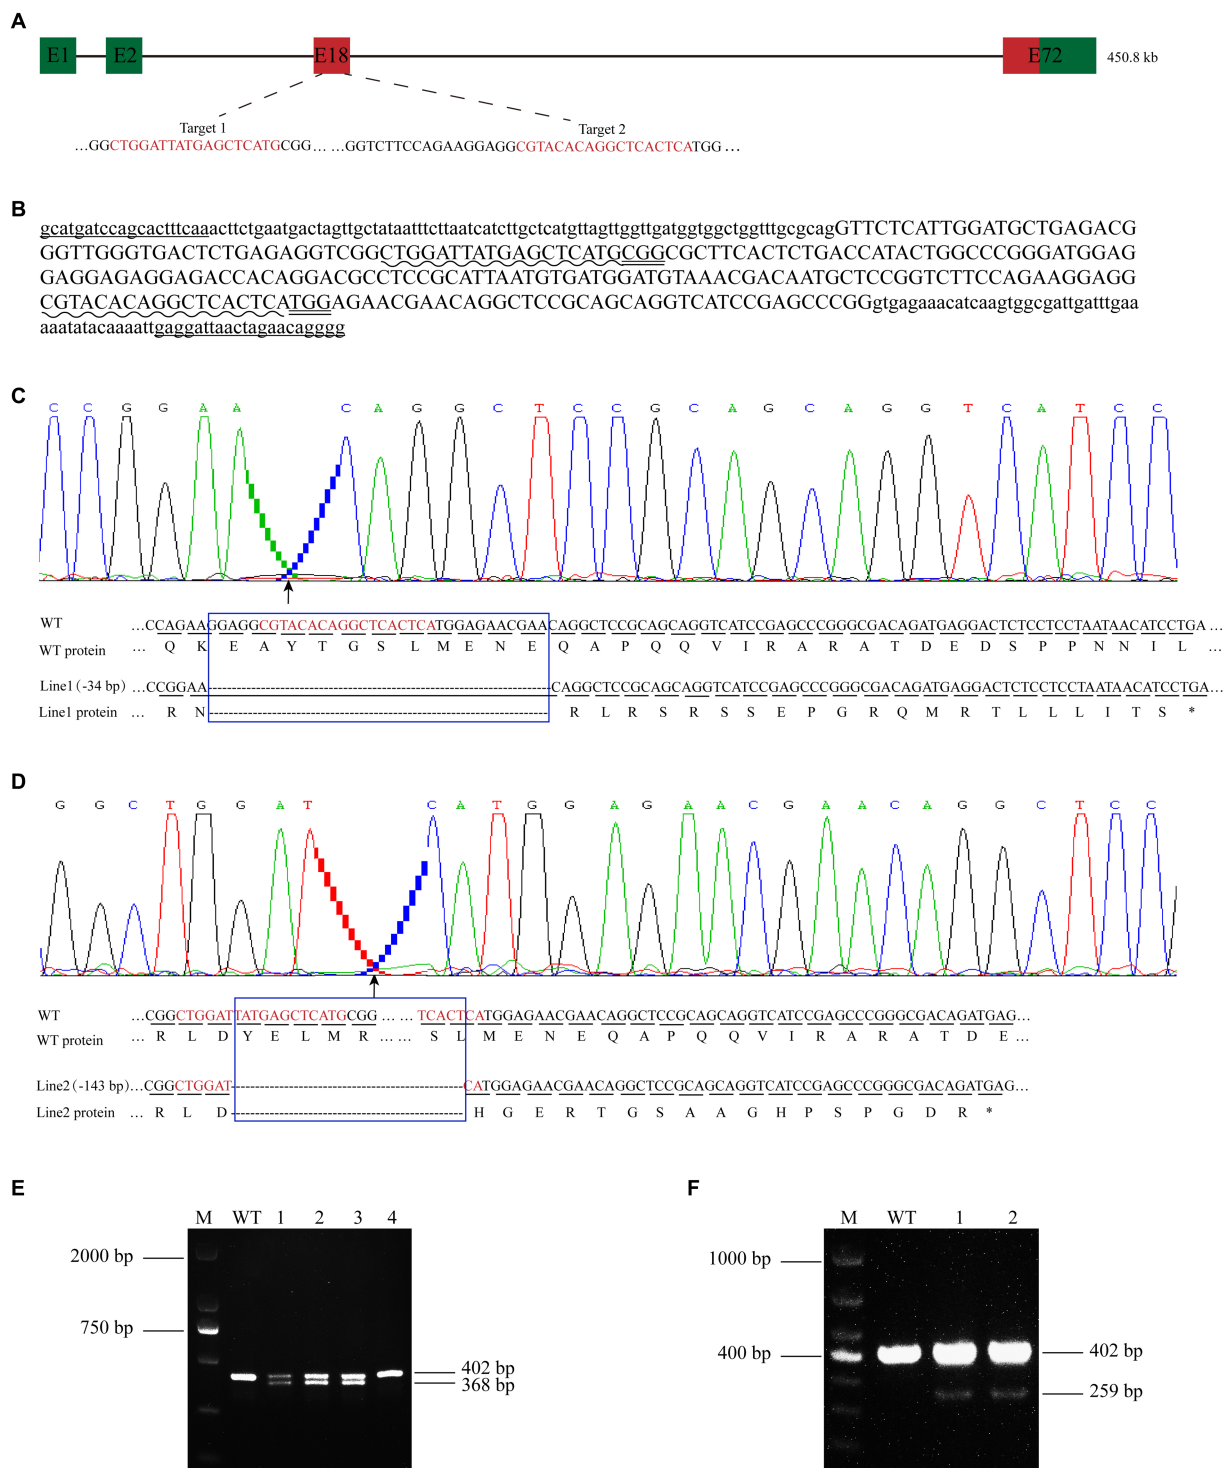 A
E1 E2 E18 E72 450.8 kb
Target 1 Target 2
...GGCTGGATTATGAGCTCATGCGG... ...GGTCTTCCAGAAGGAGGCGTACACAGGCTCACTCATGG...
B
gcatgatccagcactttcaaacttctgaatgactagttgctataatttcttaatcatcttgctcatgttagttggttgatggtggctggtttgcgcagGTTCTCATTGGATGCTGAGACG
GGTTGGGTGACTCTGAGAGGTCGGCTGGATTATGAGCTCATGCGGCGCTTCACTCTGACCATACTGGCCCGGGATGGAG
GAGGAGAGGAGACCACAGGACGCCTCCGCATTAATGTGATGGATGTAAACGACAATGCTCCGGTCTTCCAGAAGGAGG
CGTACACAGGCTCACTCATGGAGAACGAACAGGCTCCGCAGCAGGTCATCCGAGCCCGGgtgagaaacatcaagtggcgattgatttgaa
aaatatacaaaattgaggattaactagaacagggg
C
C C G G A A C A G G C T C C G C A G C A G G T C A T C C
WT ...CCAGAAGGAGGCGTACACAGGCTCACTCATGGAGAACGAACAGGCTCCGCAGCAGGTCATCCGAGCCCGGGCGACAGATGAGGACTCTCCTCCTAATAACATCCTGA...
WT protein ... Q K E A Y T G S L M E N E Q A P Q Q V I R A R A T D E D S P P N N I L ...
Line1 (-34 bp) ...CCGGAA----------CAGGCTCCGCAGCAGGTCATCCGAGCCCGGGCGACAGATGAGGACTCTCCTCCTAATAACATCCTGA...
Line1 protein ... R N---------- R L R S R S S E P G R Q M R T L L L I T S *
D
G G C T G G A T C A T G G A G A A C G A A C A G G C T C C
WT ...CGGCTGGATTATGAGCTCATGCGG... ...TCACTCATGGAGAACGAACAGGCTCCGCAGCAGGTCATCCGAGCCCGGGCGACAGATGAG...
WT protein ... R L D Y E L M R ... ... S L M E N E Q A P Q Q V I R A R A T D E ...
Line2 (-143 bp)...CGGCTGGAT----------CATGGAGAACGAACAGGCTCCGCAGCAGGTCATCCGAGCCCGGGCGACAGATGAG...
Line2 protein ... R L D---------- H G E R T G S A A G H P S P G D R *
E F
M WT 1 2 3 4
2000 bp
750 bp
402 bp
368 bp
M WT 1 2
1000 bp
400 bp
402 bp
259 bp